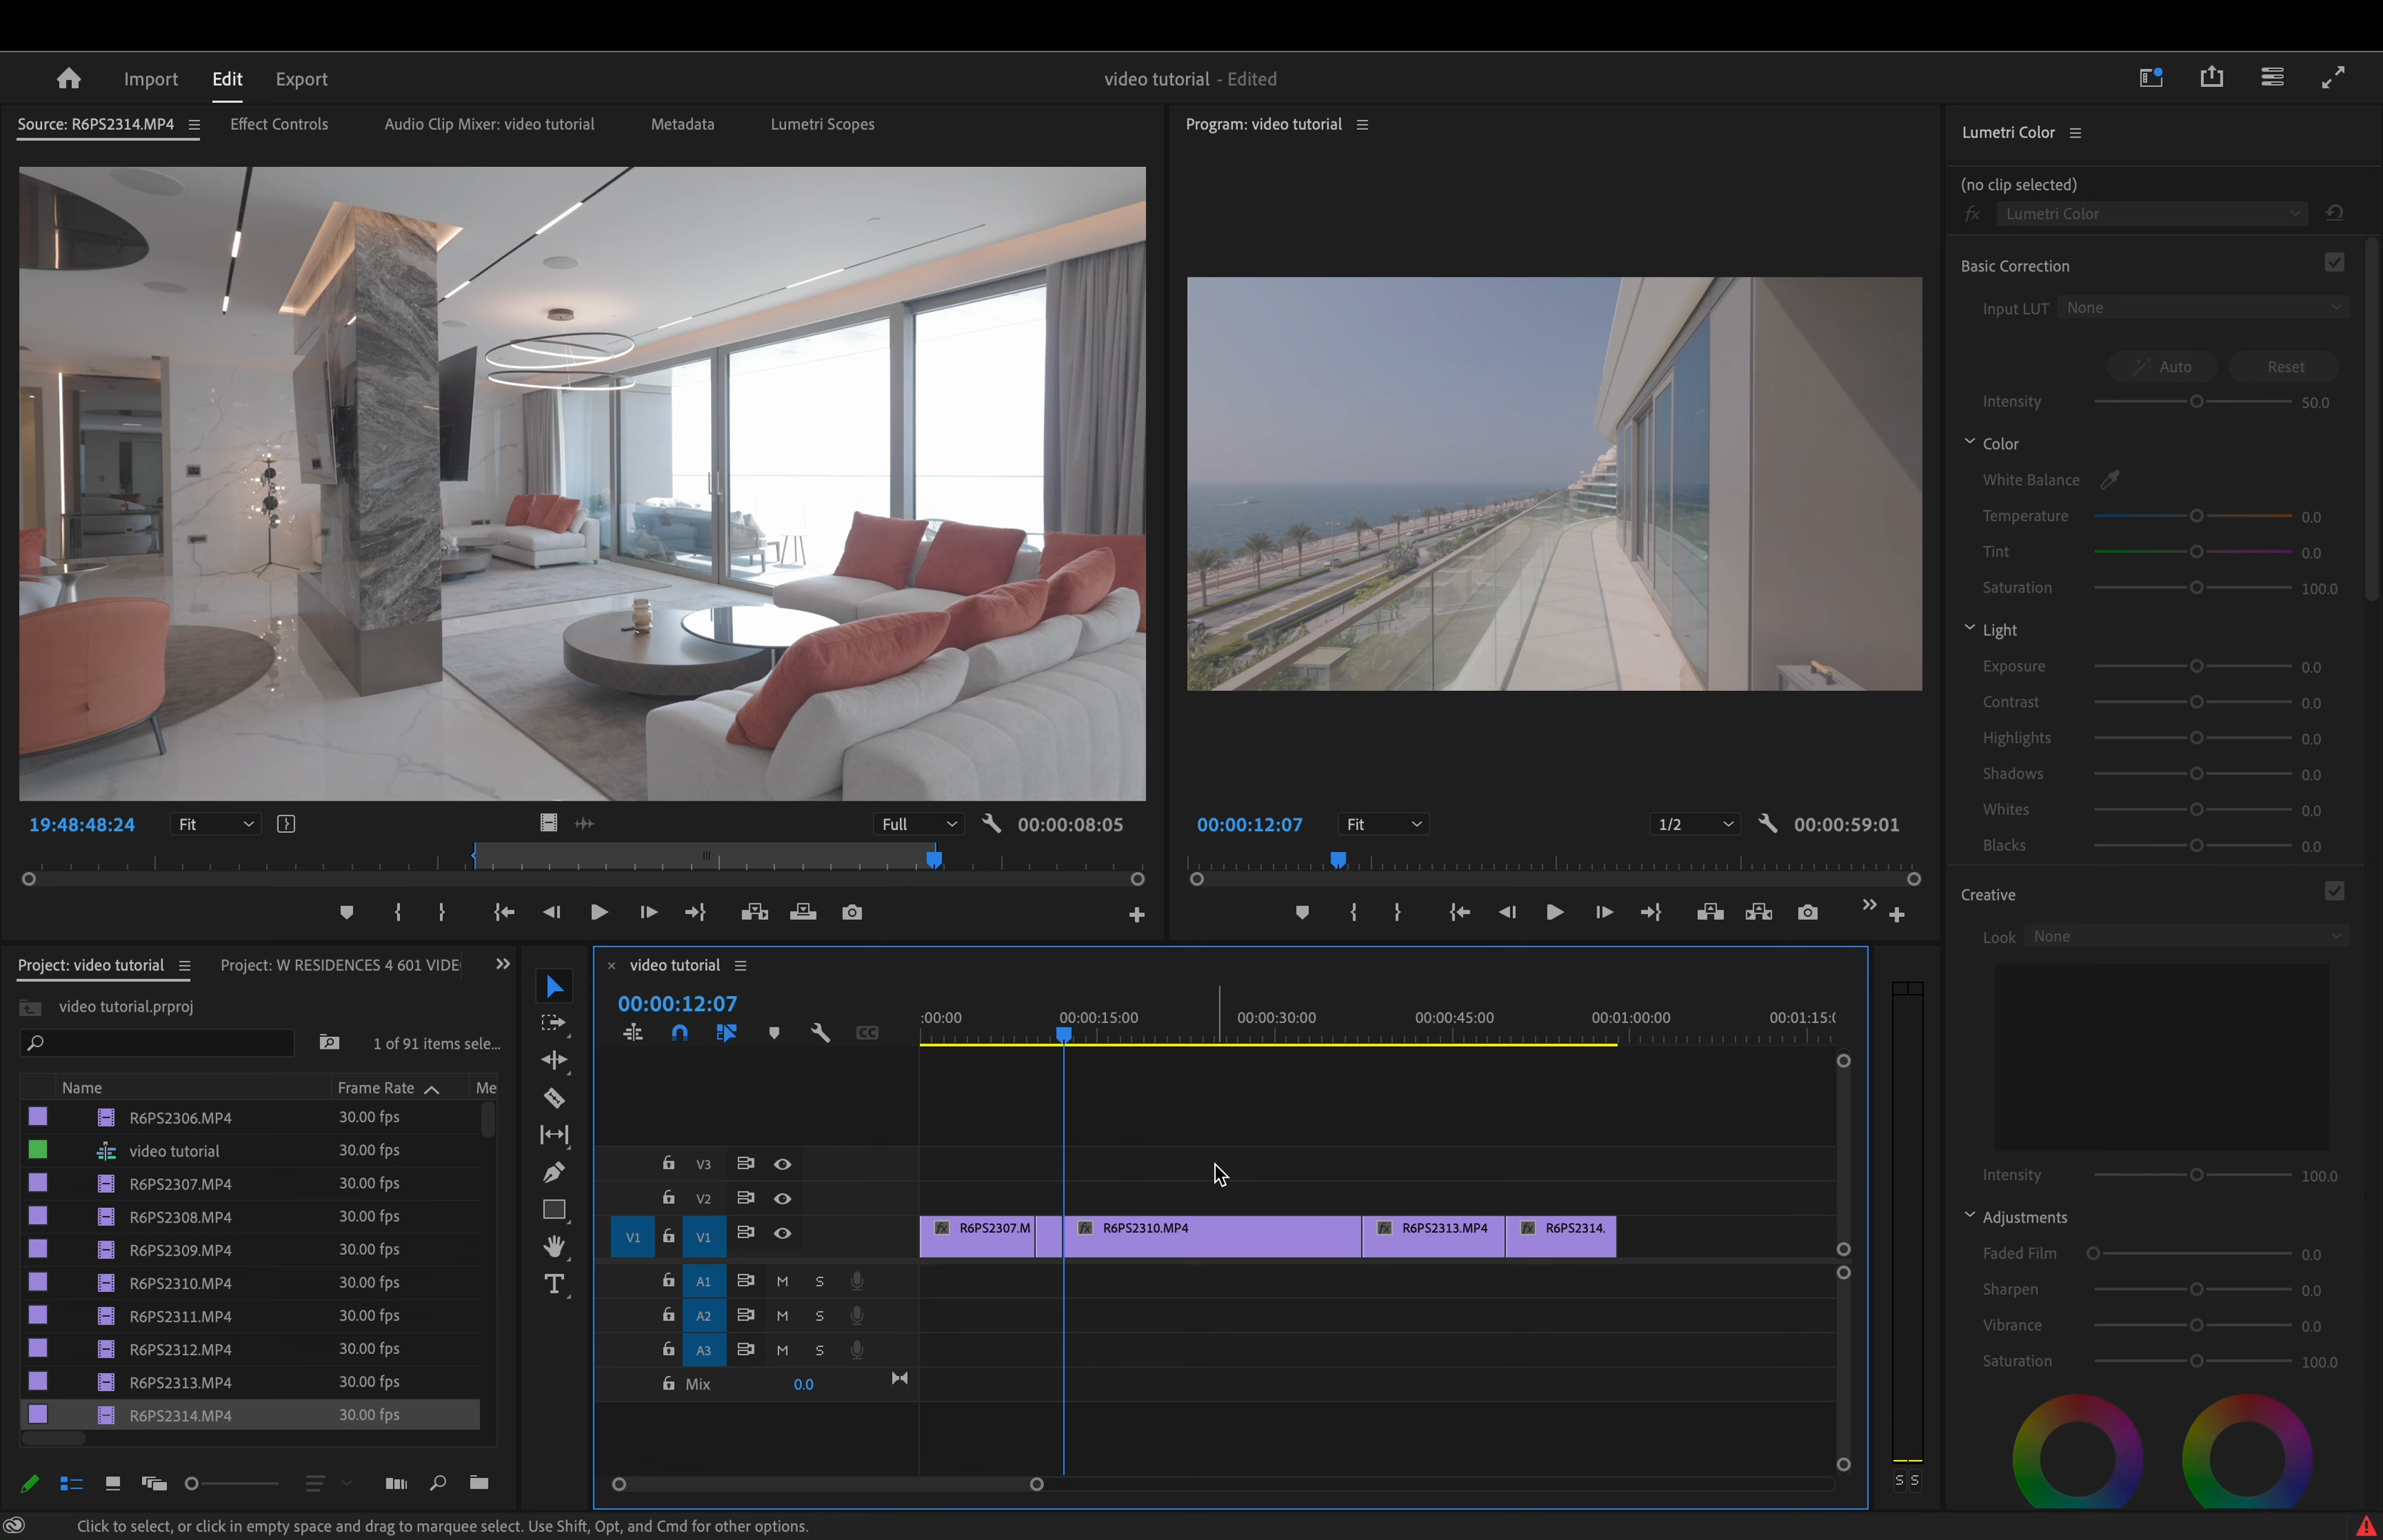 Import Edit Export
video tutorial - Edited
Source: R6PS2314.MP4
Effect Controls
Audio Clip Mixer: video tutorial
Metadata
Lumetri Scopes
Program: video tutorial
Lumetri Color
(no clip selected)
fx Lumetri Color
Basic Correction
Input LUT None
Auto Reset
Intensity 50.0
Color
White Balance
Temperature 0.0
Tint 0.0
Saturation 100.0
Light
Exposure 0.0
Contrast 0.0
Highlights 0.0
Shadows 0.0
Whites 0.0
Blacks 0.0
Creative
Look None
Intensity 100.0
Adjustments
Faded Film 0.0
Sharpen 0.0
Vibrance 0.0
Saturation 100.0
19:48:48:24 Fit Full 00:00:08:05
00:00:12:07 Fit 1/2 00:00:59:01
Project: video tutorial Project: W RESIDENCES 4 601 VIDE
video tutorial.prproj
1 of 91 items sele...
Name Frame Rate Me
R6PS2306.MP4 30.00 fps
video tutorial 30.00 fps
R6PS2307.MP4 30.00 fps
R6PS2308.MP4 30.00 fps
R6PS2309.MP4 30.00 fps
R6PS2310.MP4 30.00 fps
R6PS2311.MP4 30.00 fps
R6PS2312.MP4 30.00 fps
R6PS2313.MP4 30.00 fps
R6PS2314.MP4 30.00 fps
× video tutorial
00:00:12:07
CC
:00:00 00:00:15:00 00:00:30:00 00:00:45:00 00:01:00:00 00:01:15:0
V3
V2
V1 V1
fx R6PS2307.M fx R6PS2310.MP4 fx R6PS2313.MP4 fx R6PS2314.
A1 M S
A2 M S
A3 M S
Mix 0.0
S S
Click to select, or click in empty space and drag to marquee select. Use Shift, Opt, and Cmd for other options.